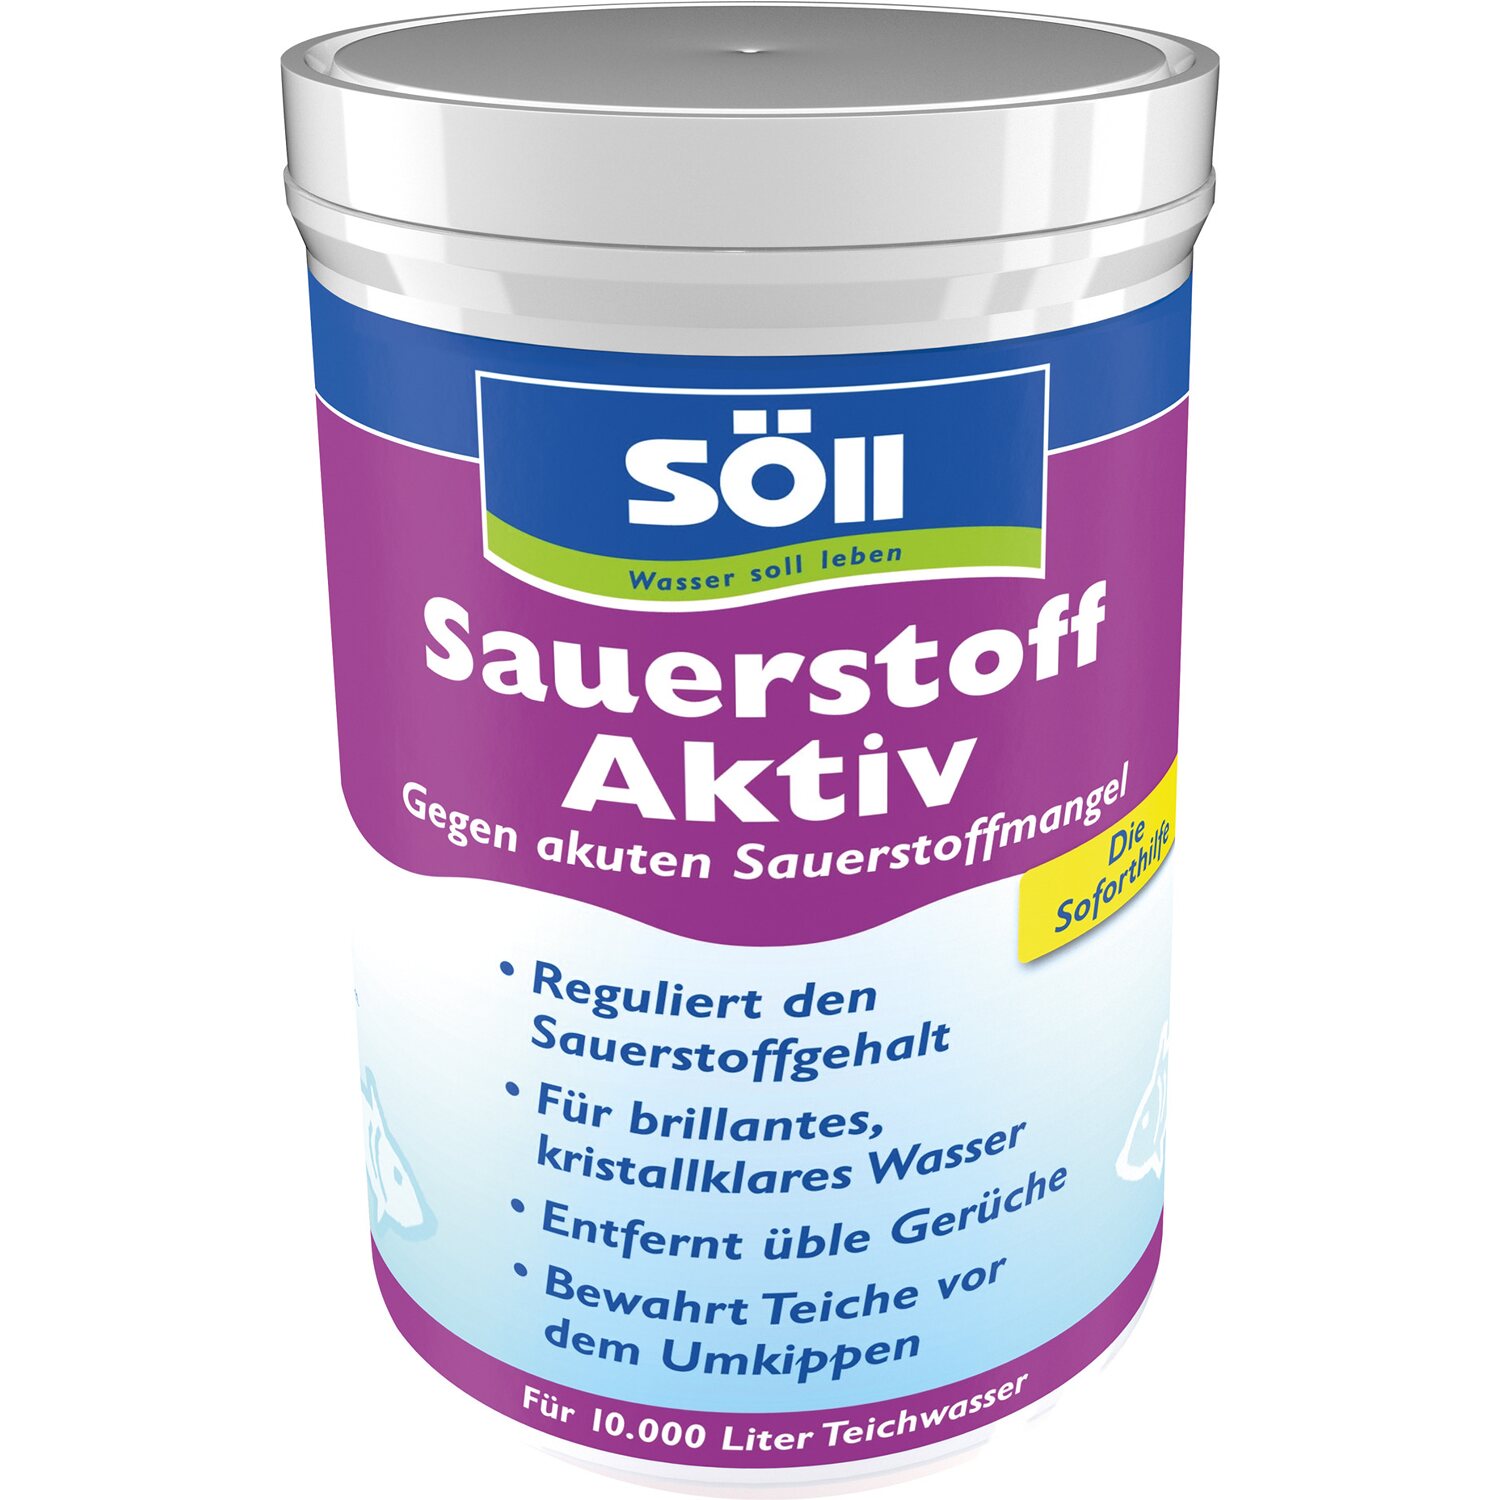 söll
Wasser soll leben
Sauerstoff
Aktiv
Gegen akuten Sauerstoffmangel
Die
Soforthilfe
• Reguliert den
Sauerstoffgehalt
• Für brillantes,
kristallklares Wasser
• Entfernt üble Gerüche
• Bewahrt Teiche vor
dem Umkippen
Für 10.000 Liter Teichwasser